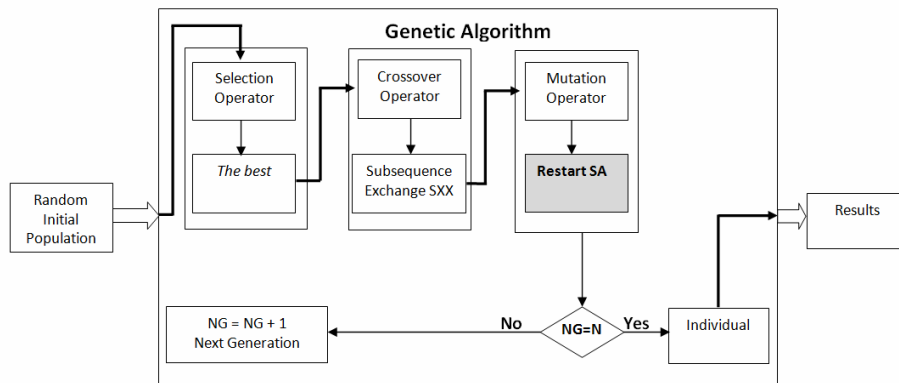 Genetic Algorithm
Selection
Operator
The best
Crossover
Operator
Subsequence
Exchange SXX
Mutation
Operator
Restart SA
Random
Initial
Population
Results
NG = NG + 1
Next Generation
No
NG=N
Yes
Individual